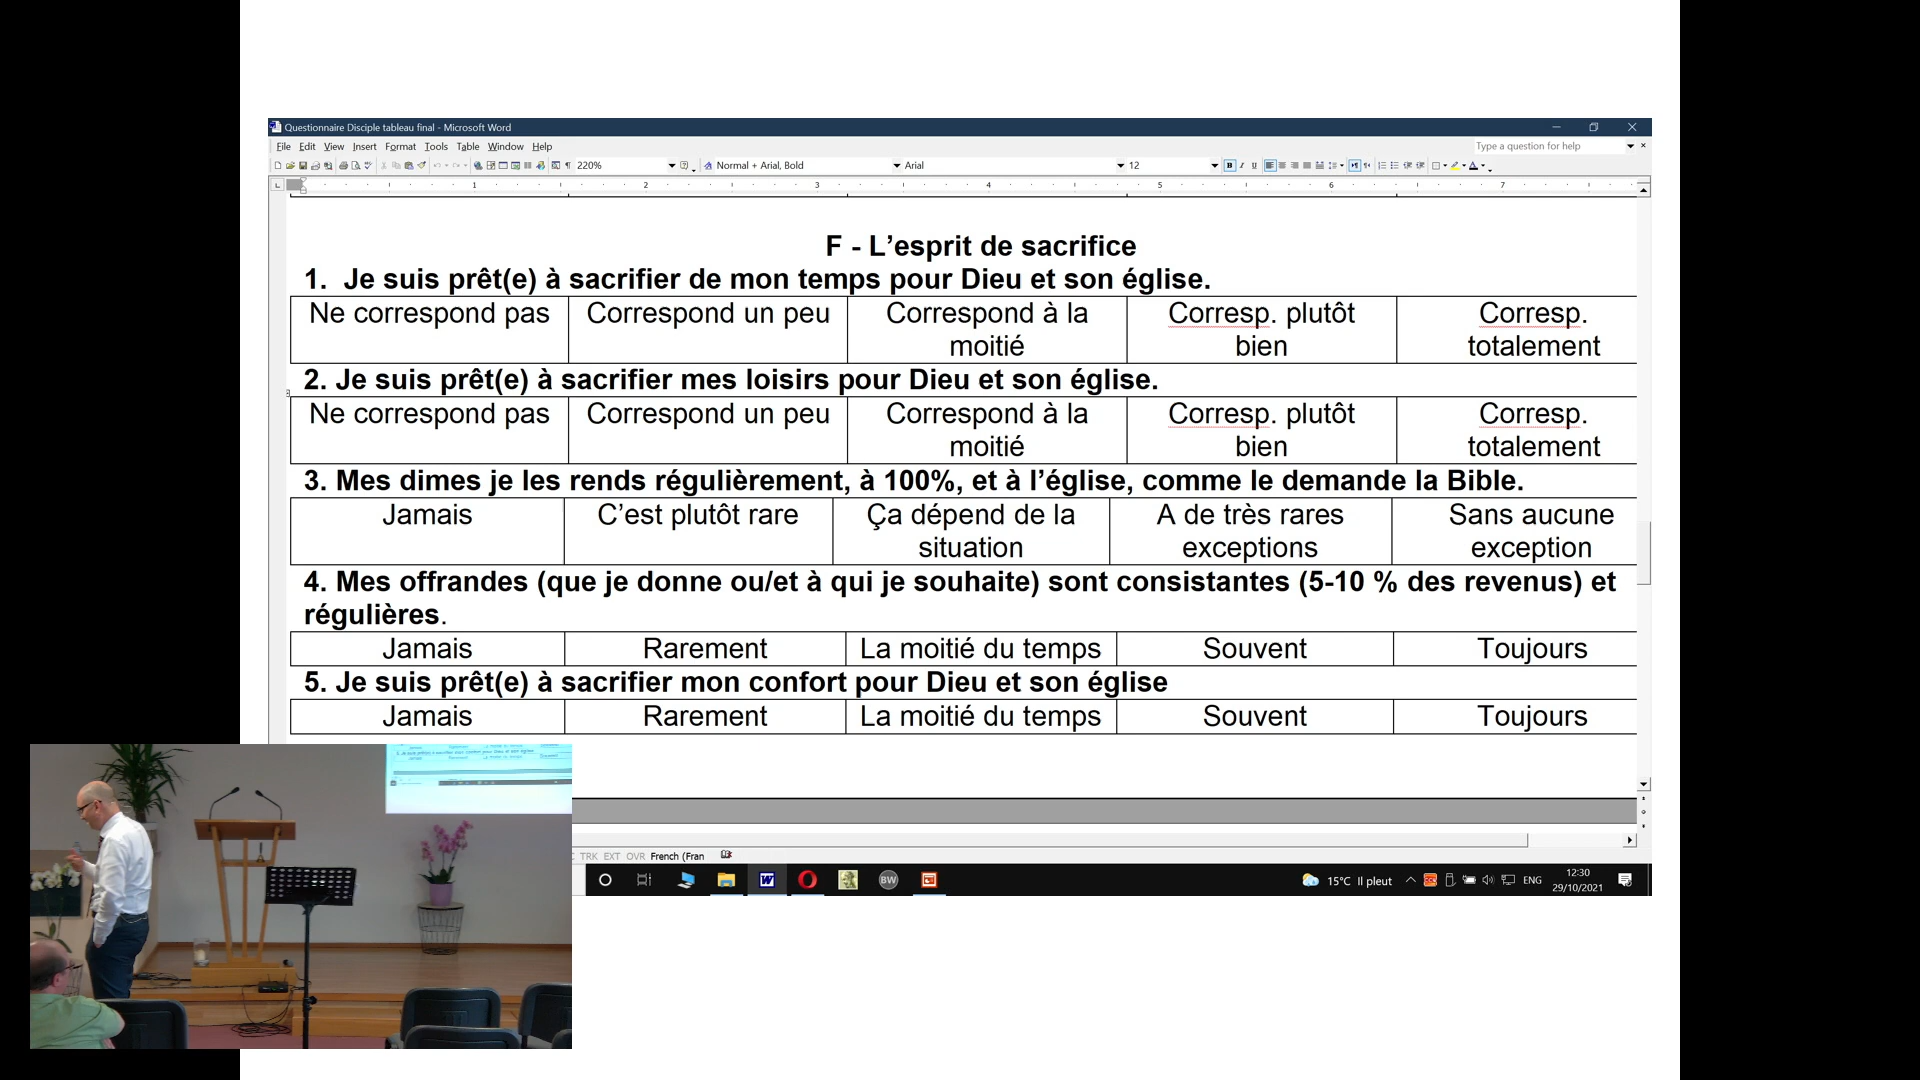 Questionnaire Disciple tableau final - Microsoft Word
File Edit View Insert Format Tools Table Window Help
Type a question for help
220%
Normal + Arial, Bold
Arial
12
1 2 3 4 5 6 7
F - L’esprit de sacrifice
1. Je suis prêt(e) à sacrifier de mon temps pour Dieu et son église.
Ne correspond pas Correspond un peu Correspond à la moitié Corresp. plutôt bien Corresp. totalement
2. Je suis prêt(e) à sacrifier mes loisirs pour Dieu et son église.
Ne correspond pas Correspond un peu Correspond à la moitié Corresp. plutôt bien Corresp. totalement
3. Mes dimes je les rends régulièrement, à 100%, et à l’église, comme le demande la Bible.
Jamais C’est plutôt rare Ça dépend de la situation A de très rares exceptions Sans aucune exception
4. Mes offrandes (que je donne ou/et à qui je souhaite) sont consistantes (5-10 % des revenus) et
régulières.
Jamais Rarement La moitié du temps Souvent Toujours
5. Je suis prêt(e) à sacrifier mon confort pour Dieu et son église
Jamais Rarement La moitié du temps Souvent Toujours
TRK EXT OVR French (Fran
BW
15°C Il pleut
ENG
12:30
29/10/2021